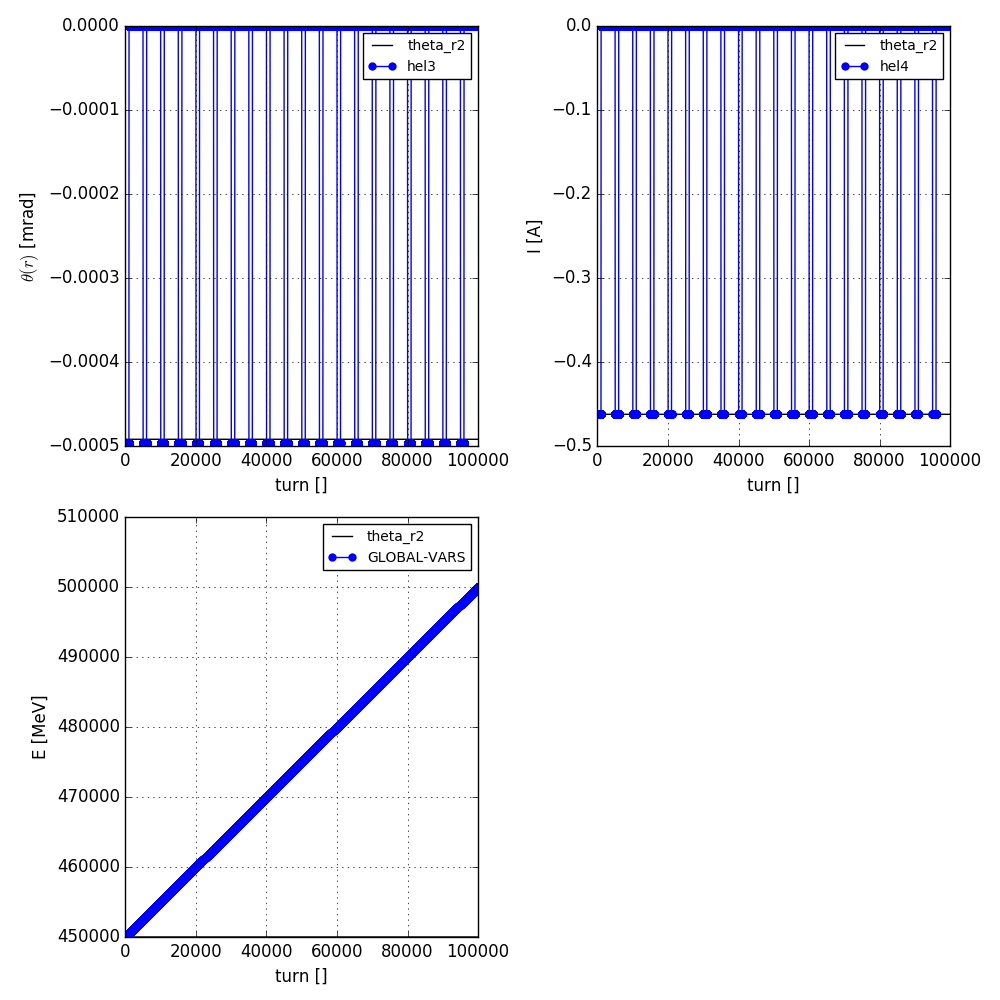 0.0000
−0.0001
−0.0002
−0.0003
−0.0004
−0.0005
θ(r) [mrad]
theta_r2
hel3
0 20000 40000 60000 80000 100000
turn []
0.0
−0.1
−0.2
−0.3
−0.4
−0.5
I [A]
theta_r2
hel4
0 20000 40000 60000 80000 100000
turn []
510000
500000
490000
480000
470000
460000
450000
E [MeV]
theta_r2
GLOBAL-VARS
0 20000 40000 60000 80000 100000
turn []